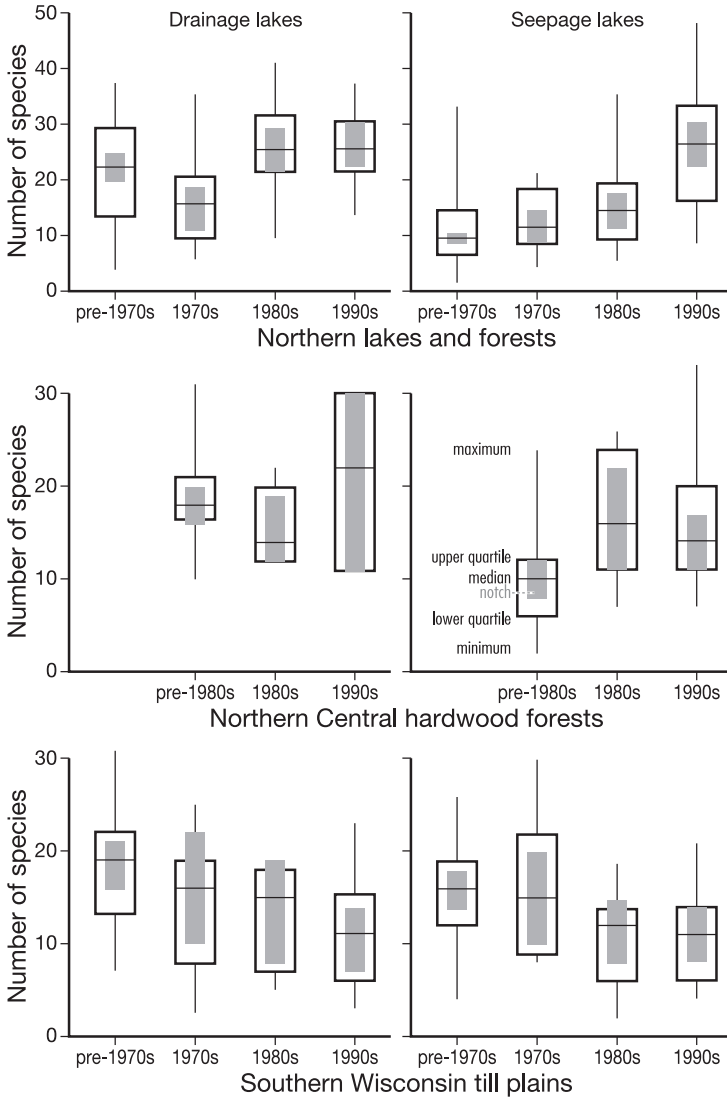 Drainage lakes
Seepage lakes
Number of species
50
40
30
20
10
0
pre-1970s 1970s 1980s 1990s
pre-1970s 1970s 1980s 1990s
Northern lakes and forests
Number of species
30
20
10
0
maximum
upper quartile
median
notch
lower quartile
minimum
pre-1980s 1980s 1990s
pre-1980s 1980s 1990s
Northern Central hardwood forests
Number of species
30
20
10
0
pre-1970s 1970s 1980s 1990s
pre-1970s 1970s 1980s 1990s
Southern Wisconsin till plains